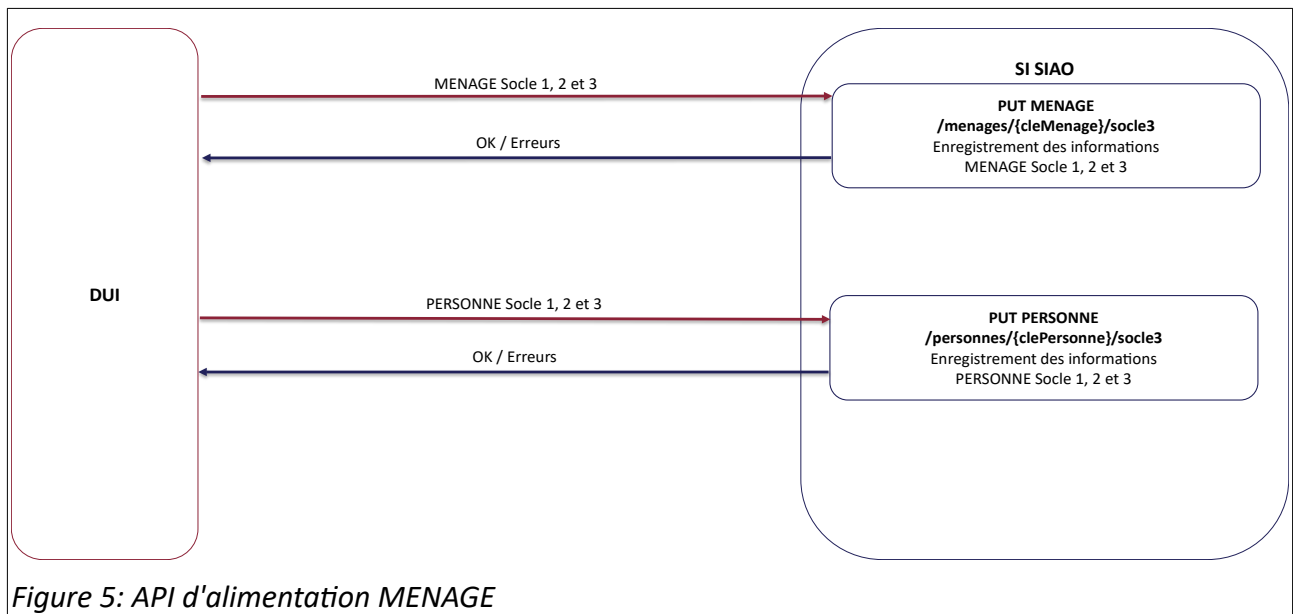 SI SIAO
MENAGE Socle 1, 2 et 3
PUT MENAGE
/menages/{cleMenage}/socle3
Enregistrement des informations
MENAGE Socle 1, 2 et 3
OK / Erreurs
DUI
PERSONNE Socle 1, 2 et 3
PUT PERSONNE
/personnes/{clePersonne}/socle3
Enregistrement des informations
PERSONNE Socle 1, 2 et 3
OK / Erreurs
Figure 5: API d'alimentation MENAGE